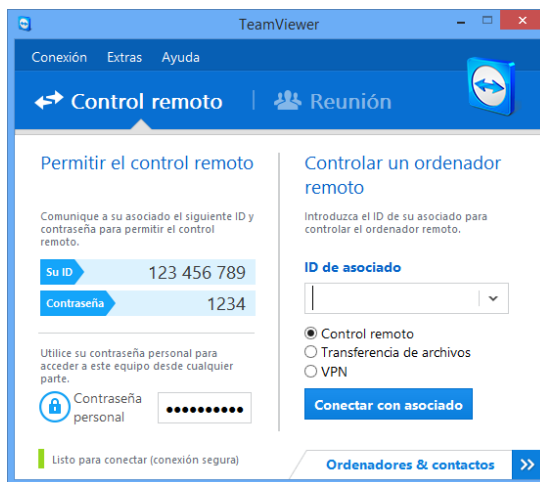 TeamViewer
Conexión Extras Ayuda
Control remoto Reunión
Permitir el control remoto
Comunique a su asociado el siguiente ID y
contraseña para permitir el control
remoto.
Su ID 123 456 789
Contraseña 1234
Utilice su contraseña personal para
acceder a este equipo desde cualquier
parte.
Contraseña
personal ••••••••••
Listo para conectar (conexión segura)
Controlar un ordenador
remoto
Introduzca el ID de su asociado para
controlar el ordenador remoto.
ID de asociado
Control remoto
Transferencia de archivos
VPN
Conectar con asociado
Ordenadores & contactos